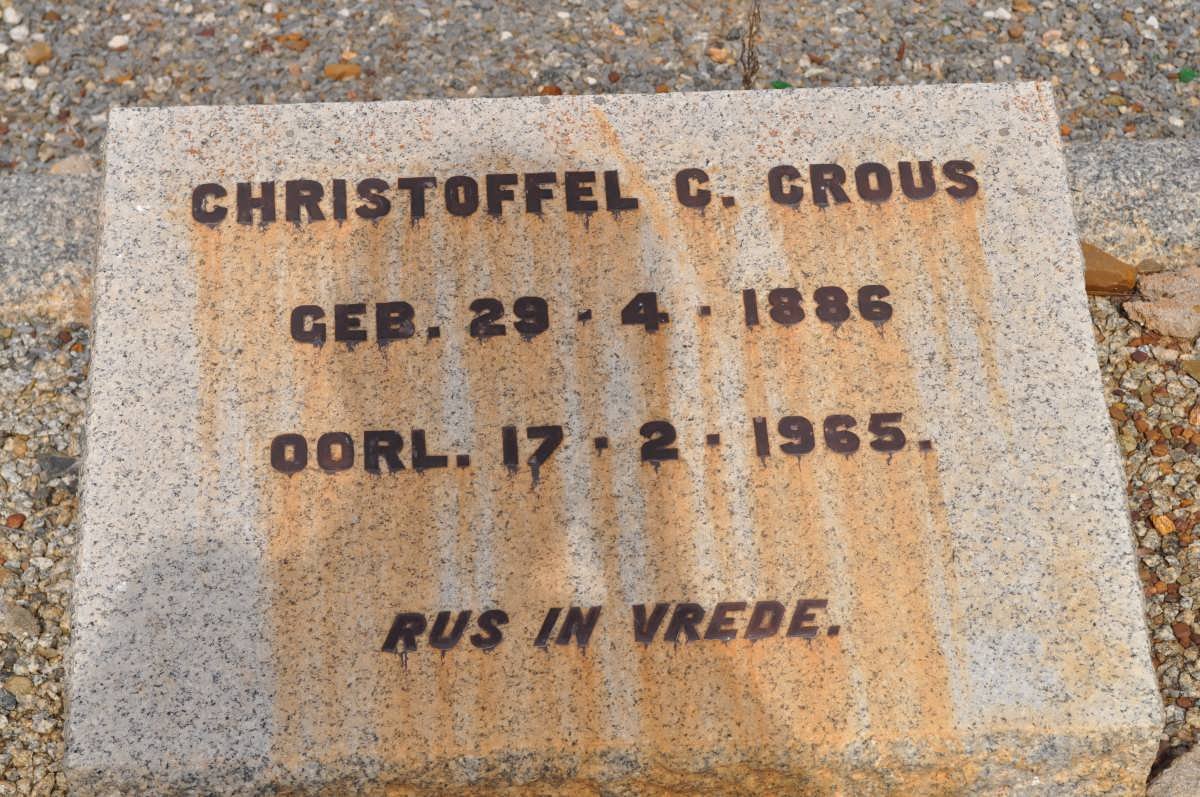 CHRISTOFFEL C. CROUS
GEB. 29 · 4 · 1886
OORL. 17 · 2 · 1965.
RUS IN VREDE.